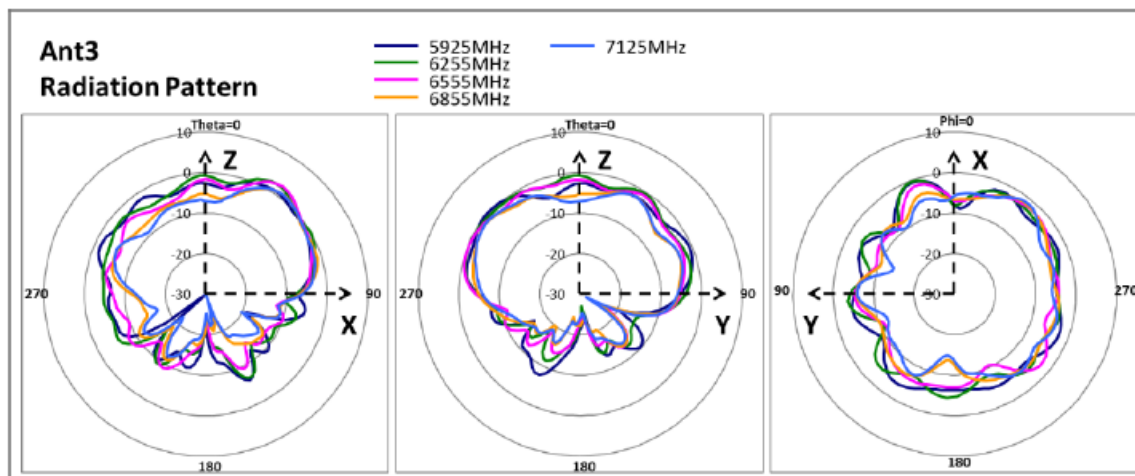 Ant3
Radiation Pattern
5925MHz
6255MHz
6555MHz
6855MHz
7125MHz
Theta=0
10
0
-10
-20
-30
Z
X
270
90
180
Theta=0
10
0
-10
-20
-30
Z
Y
90
180
Phi=0
10
0
-10
-20
-30
X
Y
90
270
180